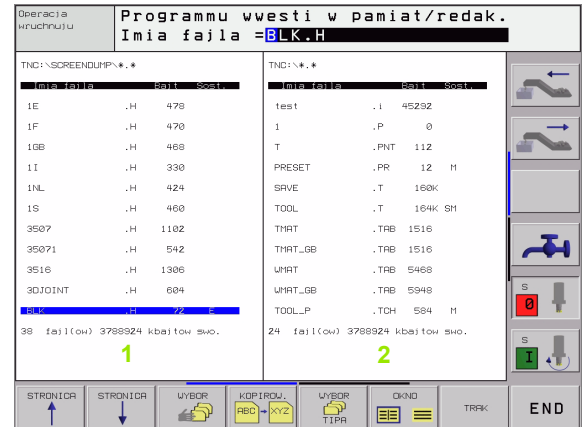 Operacja
wruchnuju
Programmu wwesti w pamiat/redak.
Imia fajla =BLK.H
TNC:\SCREENDUMP\*.*
Imia fajla Bajt Sost.
1E .H 478
1F .H 470
1GB .H 468
1I .H 330
1NL .H 424
1S .H 460
3507 .H 1102
35071 .H 542
3516 .H 1306
3DJOINT .H 604
BLK .H 72 E
38 fajl(ow) 3788924 kbajtow swo.
1
TNC:\*.*
Imia fajla Bajt Sost.
test .i 45292
1 .P 0
T .PNT 112
PRESET .PR 12 M
SAVE .T 160K
TOOL .T 164K SM
TMAT .TAB 1516
TMAT_GB .TAB 1516
WMAT .TAB 5468
WMAT_GB .TAB 5948
TOOL_P .TCH 584 M
24 fajl(ow) 3788924 kbajtow swo.
2
S
0
S
I
STRONICA
STRONICA
WYBOR
KOPIROW.
ABC→XYZ
WYBOR
TIPA
OKNO
TRAK
END